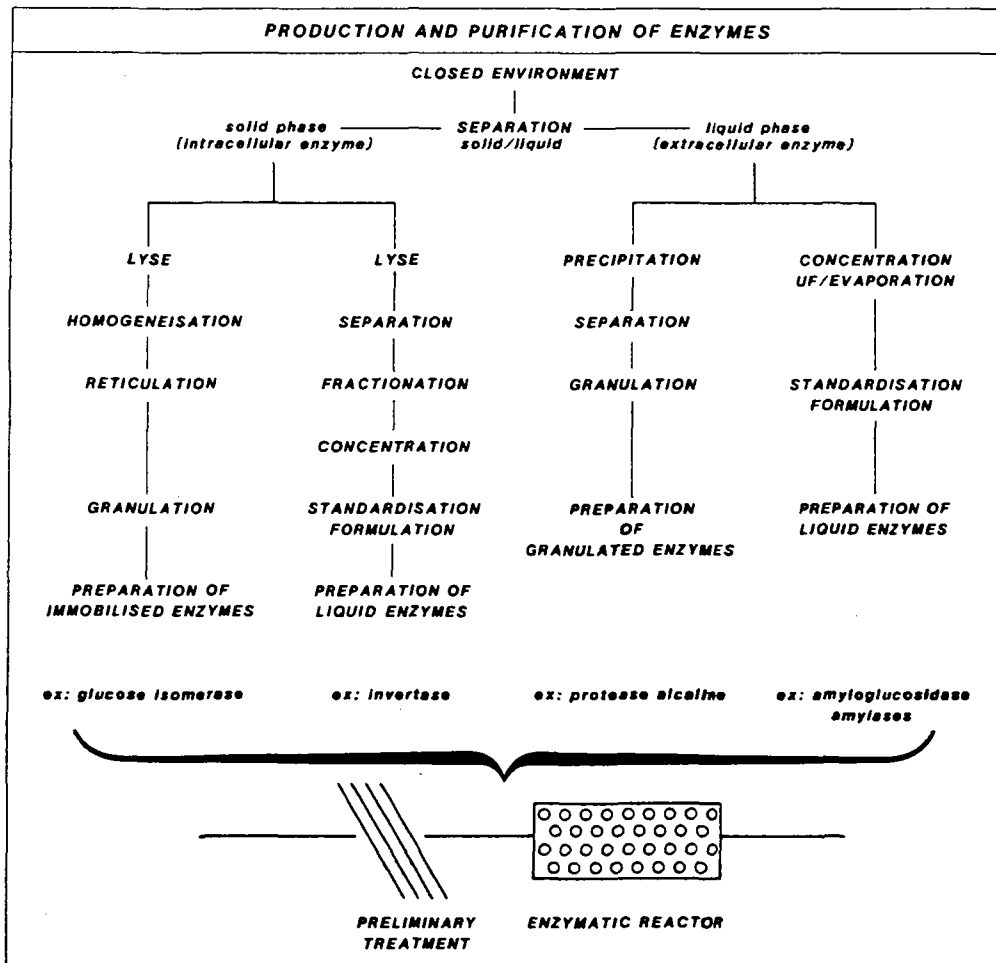 PRODUCTION AND PURIFICATION OF ENZYMES
CLOSED ENVIRONMENT
solid phase
(intracellular enzyme)
SEPARATION
solid/liquid
liquid phase
(extracellular enzyme)
LYSE
HOMOGENEISATION
RETICULATION
GRANULATION
PREPARATION OF
IMMOBILISED ENZYMES
ex: glucose isomerase
LYSE
SEPARATION
FRACTIONATION
CONCENTRATION
STANDARDISATION
FORMULATION
PREPARATION OF
LIQUID ENZYMES
ex: invertase
PRECIPITATION
SEPARATION
GRANULATION
PREPARATION
OF
GRANULATED ENZYMES
ex: protease alcaline
CONCENTRATION
UF/EVAPORATION
STANDARDISATION
FORMULATION
PREPARATION OF
LIQUID ENZYMES
ex: amyloglucosidase
amylases
PRELIMINARY
TREATMENT
ENZYMATIC REACTOR